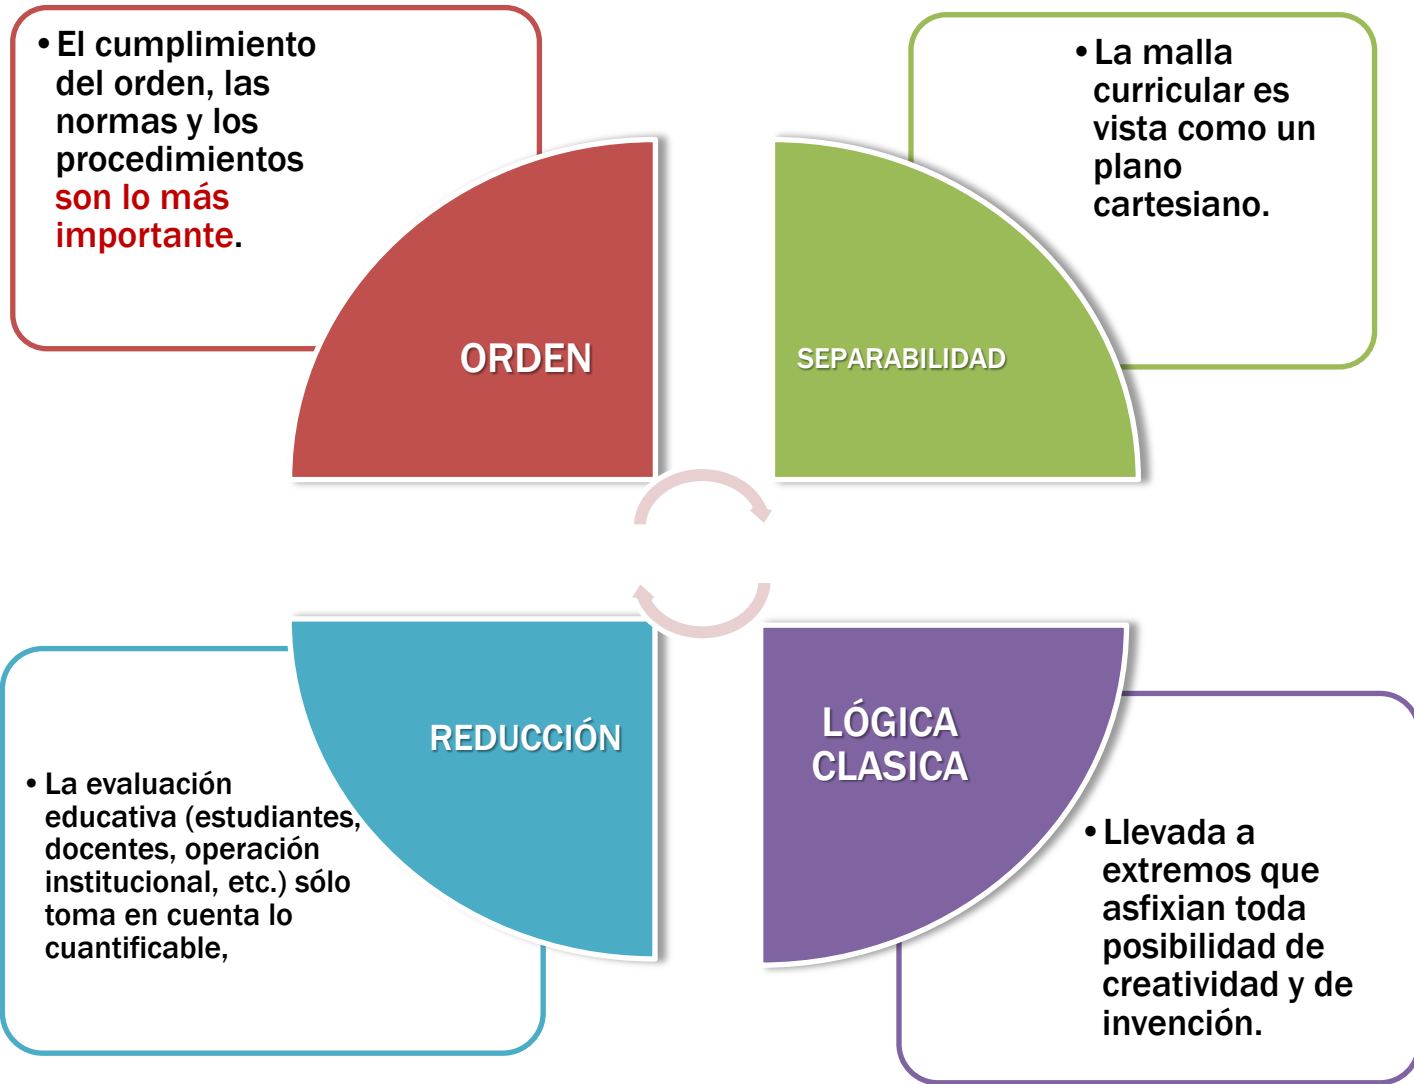 • El cumplimiento
del orden, las
normas y los
procedimientos
son lo más
importante.
ORDEN
• La malla
curricular es
vista como un
plano
cartesiano.
SEPARABILIDAD
REDUCCIÓN
• La evaluación
educativa (estudiantes,
docentes, operación
institucional, etc.) sólo
toma en cuenta lo
cuantificable,
LÓGICA
CLASICA
• Llevada a
extremos que
asfixian toda
posibilidad de
creatividad y de
invención.